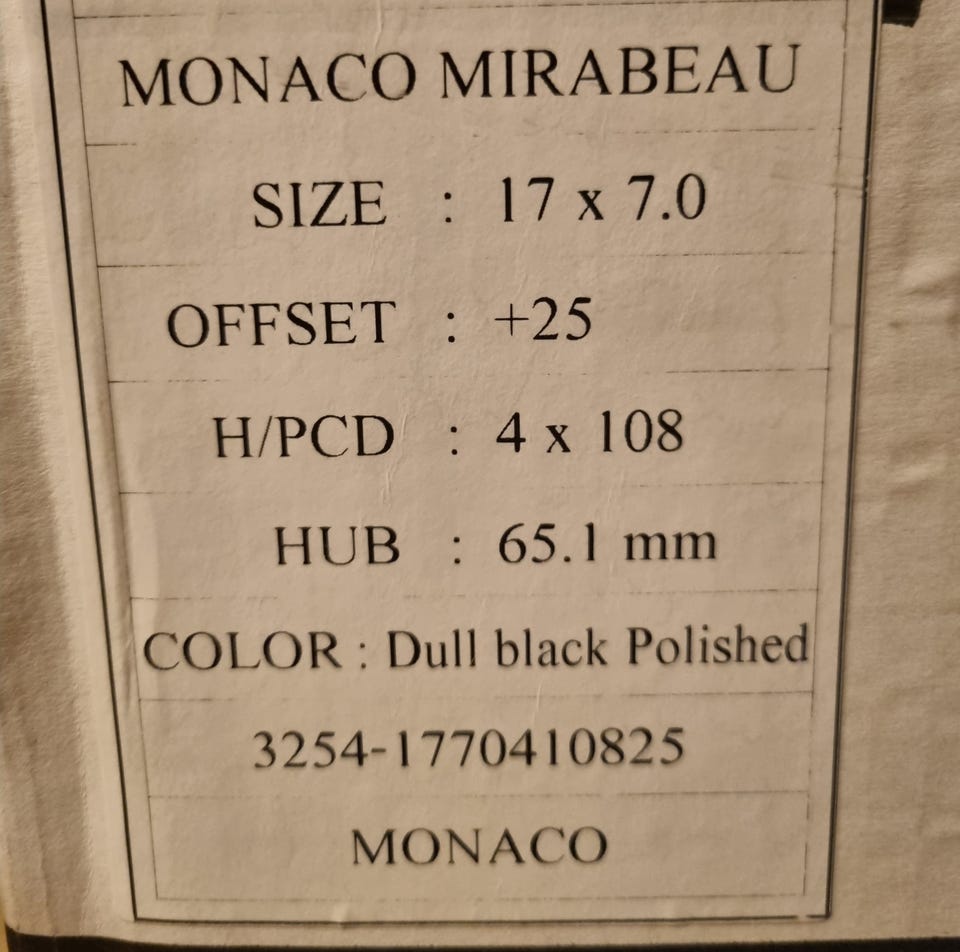 MONACO MIRABEAU
SIZE : 17 x 7.0
OFFSET : +25
H/PCD : 4 x 108
HUB : 65.1 mm
COLOR : Dull black Polished
3254-1770410825
MONACO